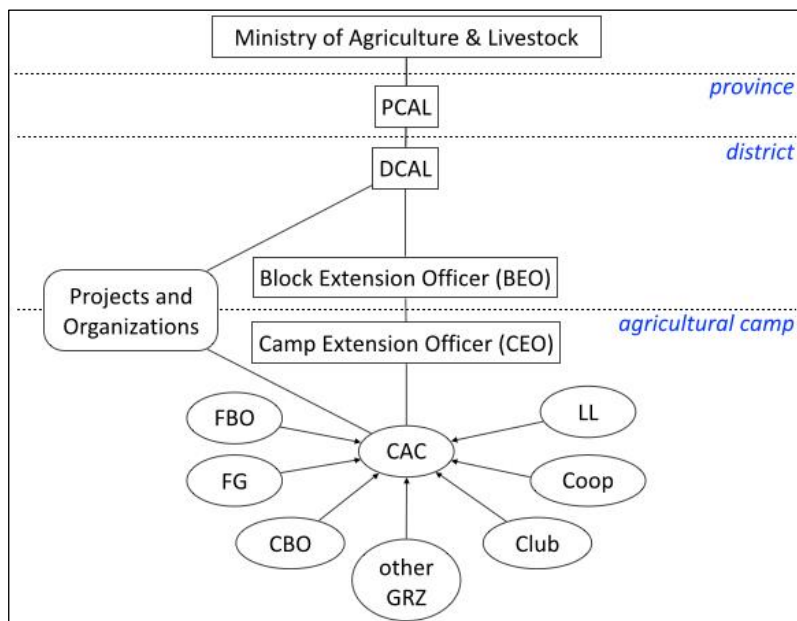 Ministry of Agriculture & Livestock
province
PCAL
district
DCAL
Block Extension Officer (BEO)
Projects and
Organizations
agricultural camp
Camp Extension Officer (CEO)
FBO
LL
CAC
FG
Coop
CBO
Club
other
GRZ